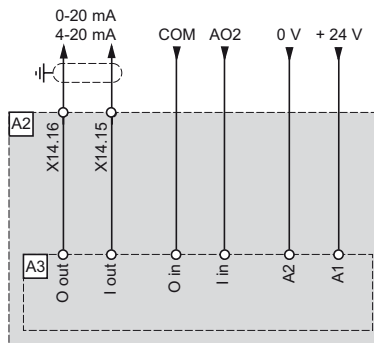 0-20 mA
4-20 mA
COM
AO2
0 V
+ 24 V
A2
X14.16
X14.15
A3
O out
I out
O in
I in
A2
A1